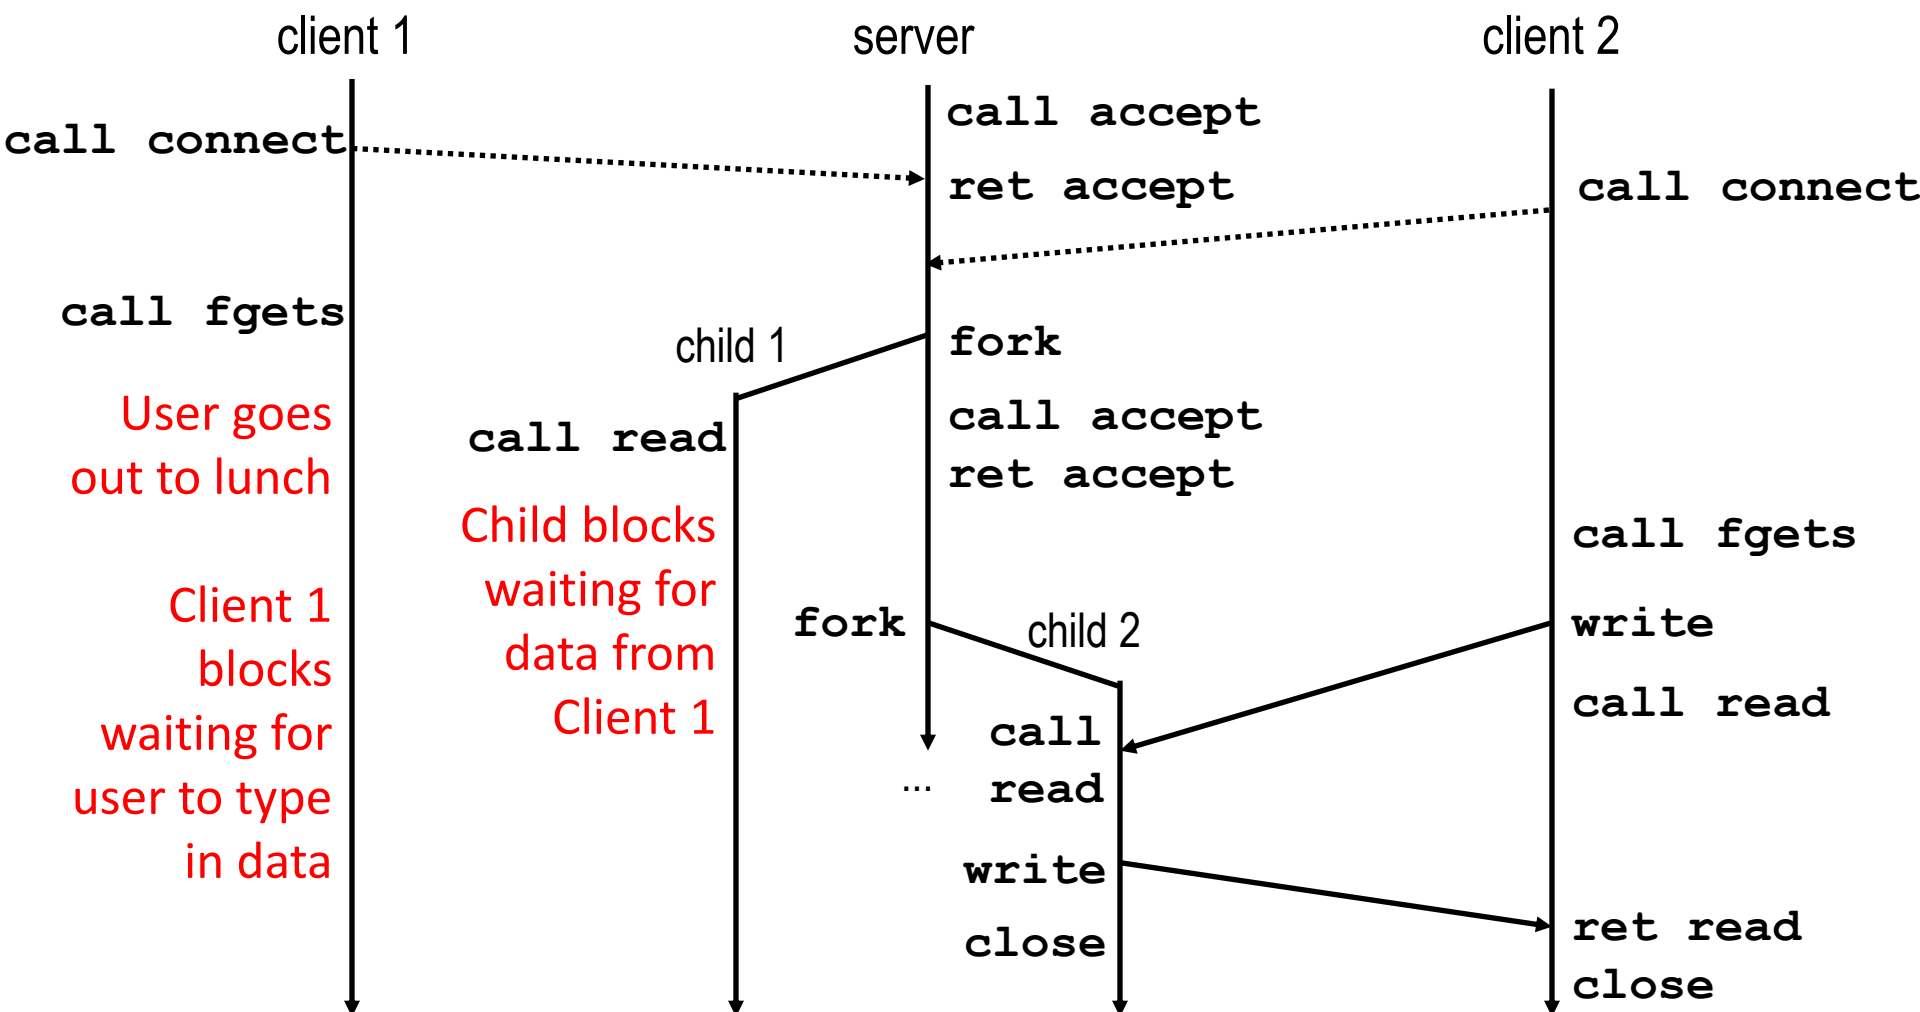 client 1
server
client 2
call connect
call accept
ret accept
call connect
call fgets
child 1
fork
call accept
ret accept
User goes
out to lunch
call read
Child blocks
waiting for
data from
Client 1
Client 1
blocks
waiting for
user to type
in data
fork
child 2
call fgets
write
call read
call
read
...
write
close
ret read
close